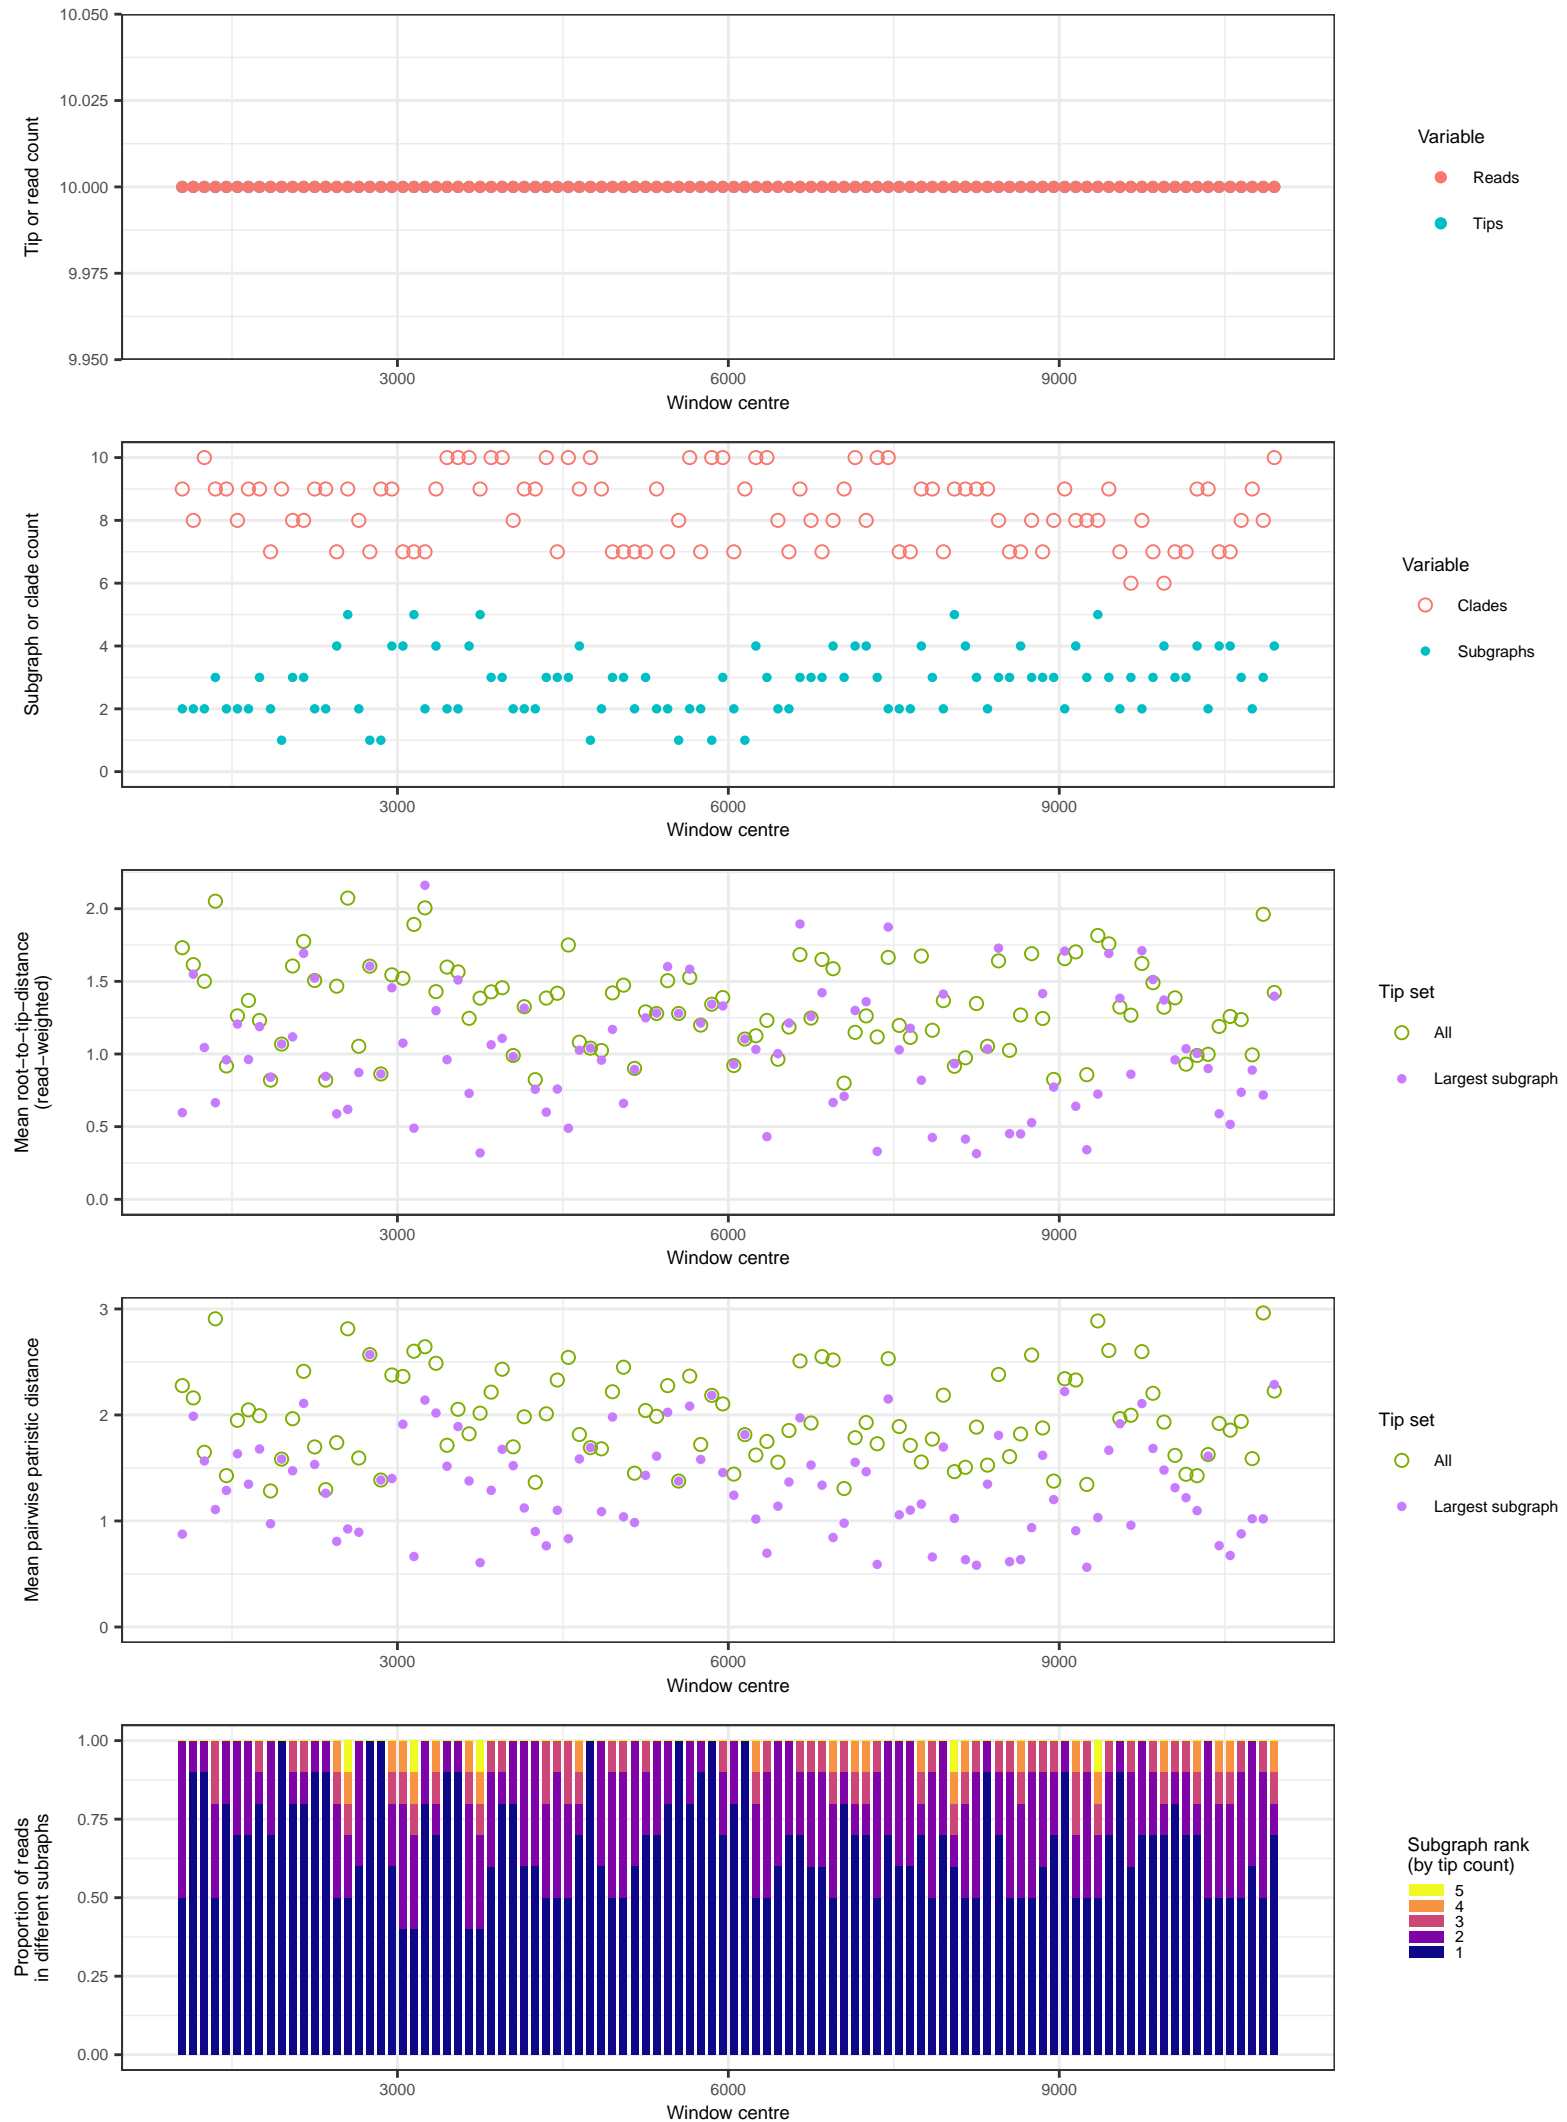 10.050
10.025
10.000
9.975
9.950
Tip or read count
3000 6000 9000
Window centre
Variable
Reads
Tips
10
8
6
4
2
0
Subgraph or clade count
3000 6000 9000
Window centre
Variable
Clades
Subgraphs
2.0
1.5
1.0
0.5
0.0
Mean root−to−tip−distance
(read−weighted)
3000 6000 9000
Window centre
Tip set
All
Largest subgraph
3
2
1
0
Mean pairwise patristic distance
3000 6000 9000
Window centre
Tip set
All
Largest subgraph
1.00
0.75
0.50
0.25
0.00
Proportion of reads
in different subraphs
3000 6000 9000
Window centre
Subgraph rank
(by tip count)
5
4
3
2
1